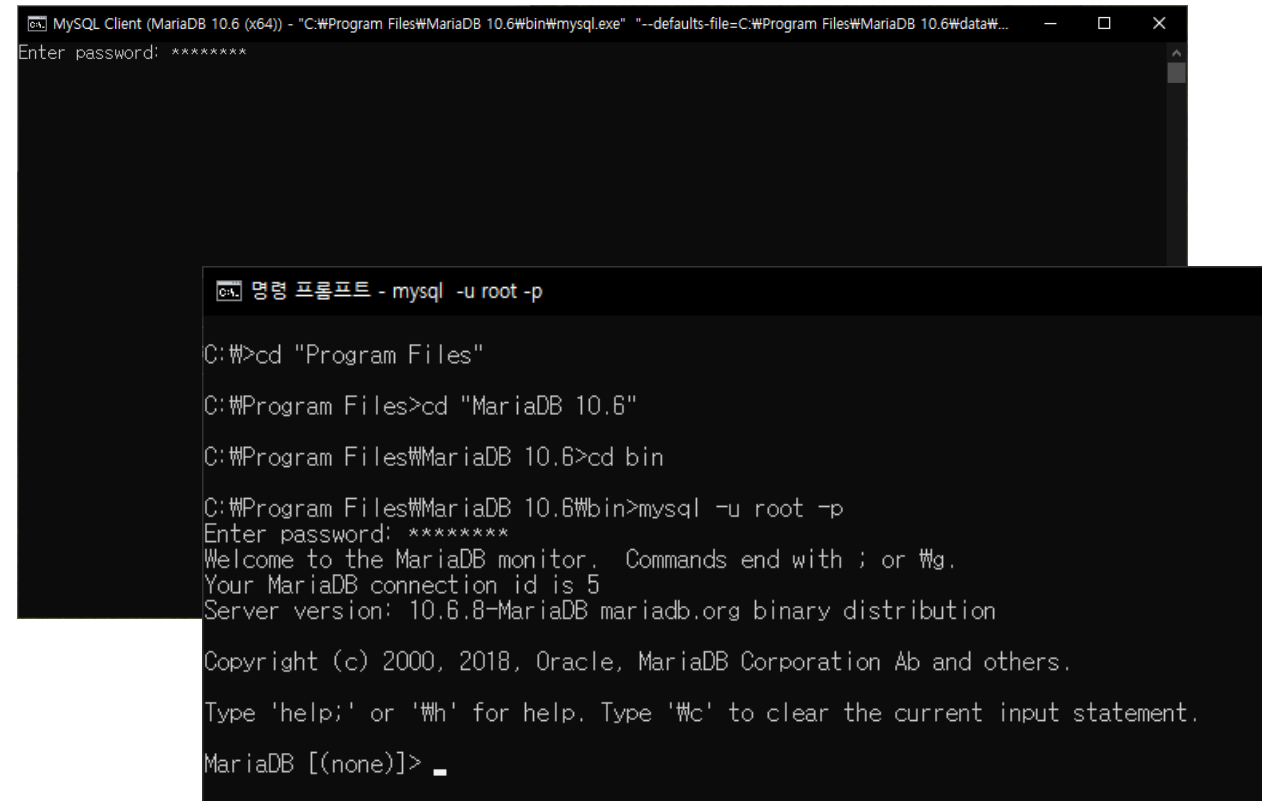 MySQL Client (MariaDB 10.6 (x64)) - "C:₩Program Files₩MariaDB 10.6₩bin₩mysql.exe" "--defaults-file=C:₩Program Files₩MariaDB 10.6₩data₩...
Enter password: ********
명령 프롬프트 - mysql -u root -p
C:₩>cd "Program Files"
C:₩Program Files>cd "MariaDB 10.6"
C:₩Program Files₩MariaDB 10.6>cd bin
C:₩Program Files₩MariaDB 10.6₩bin>mysql -u root -p
Enter password: ********
Welcome to the MariaDB monitor.  Commands end with ; or ₩g.
Your MariaDB connection id is 5
Server version: 10.6.8-MariaDB mariadb.org binary distribution
Copyright (c) 2000, 2018, Oracle, MariaDB Corporation Ab and others.
Type 'help;' or '₩h' for help. Type '₩c' to clear the current input statement.
MariaDB [(none)]> _